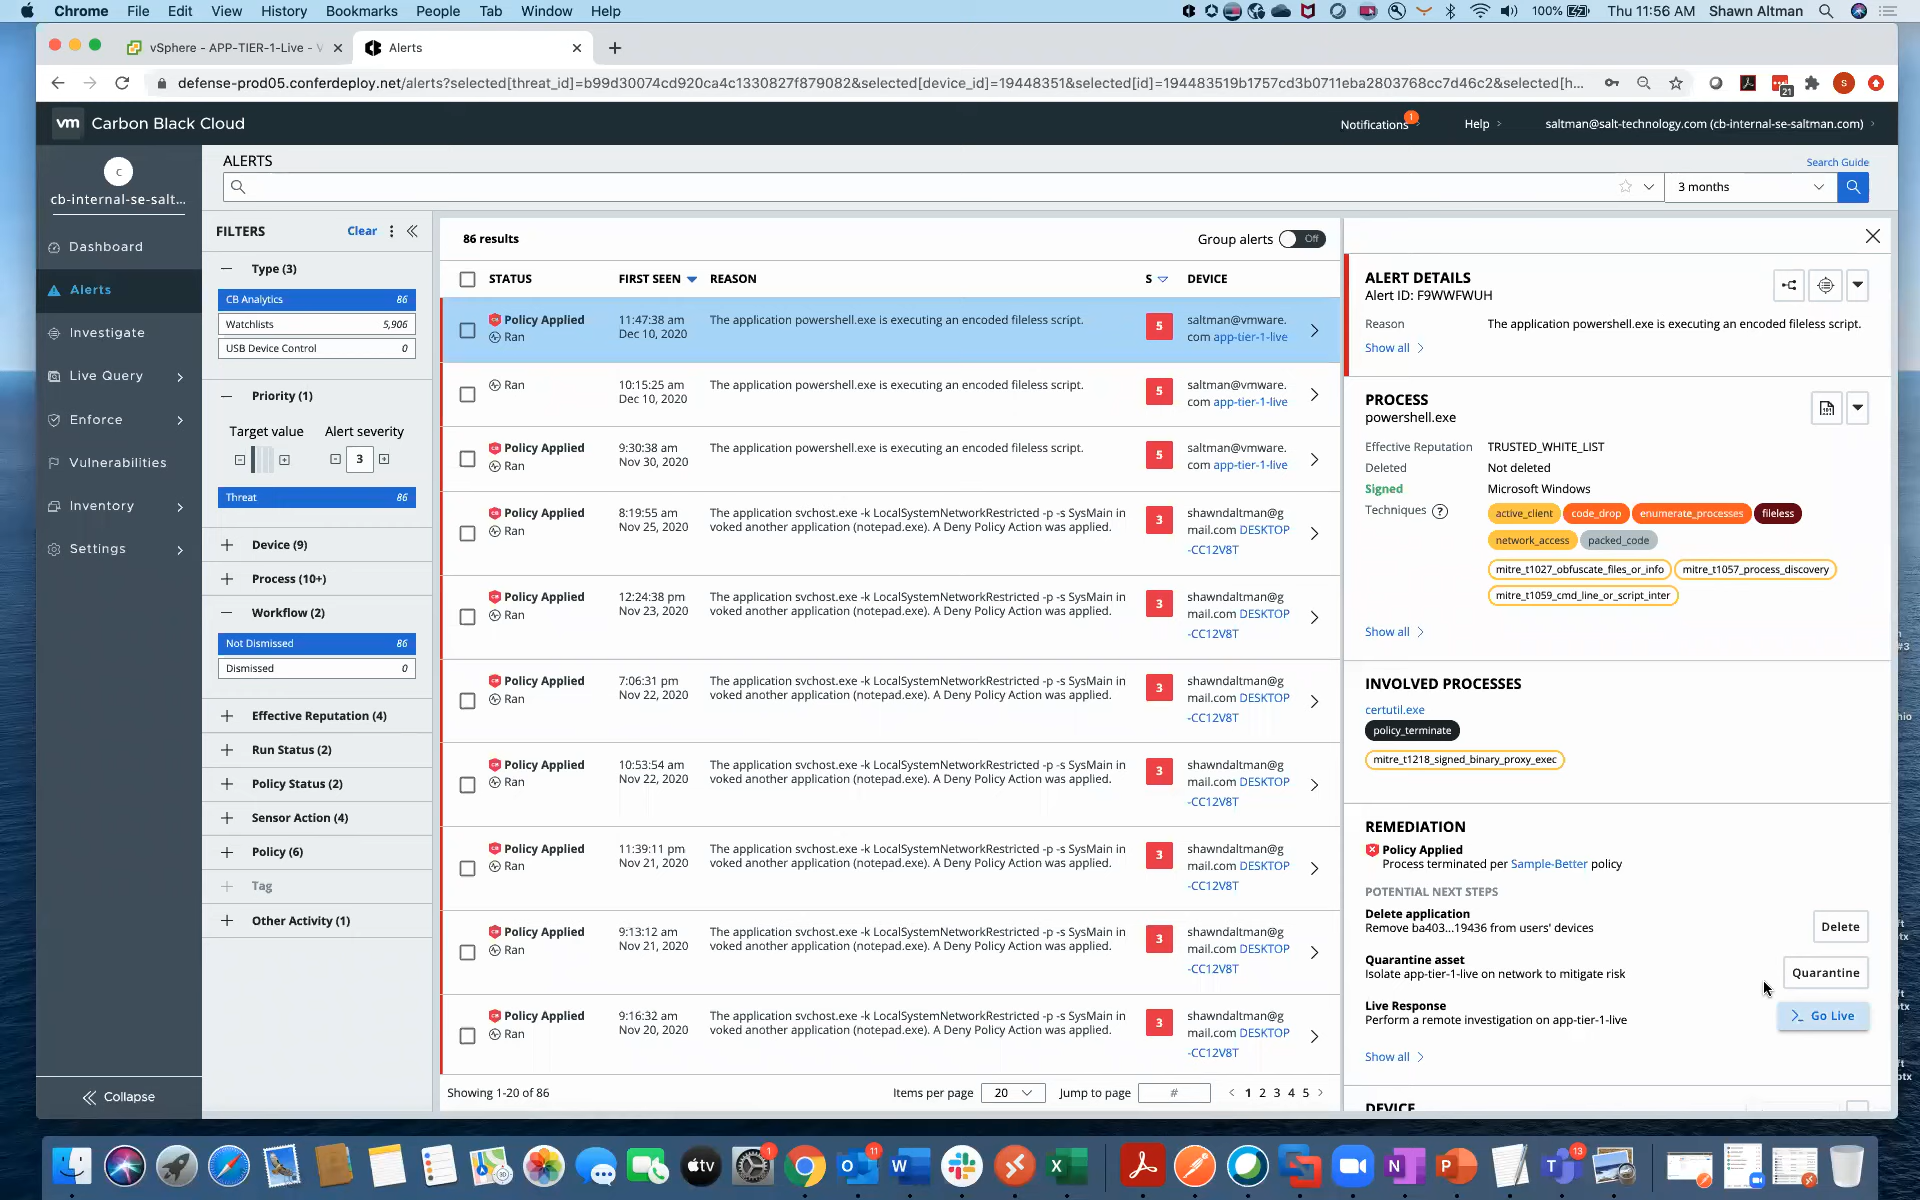 Chrome File Edit View History Bookmarks People Tab Window Help
100% Thu 11:56 AM Shawn Altman
vSphere - APP-TIER-1-Live -
Alerts
defense-prod05.conferdeploy.net/alerts?selected[threat_id]=b99d30074cd920ca4c1330827f879082&selected[device_id]=19448351&selected[id]=194483519b1757cd3b0711eba2803768cc7d46c2&selected[h...
21
S
vm Carbon Black Cloud
Notifications 1 Help saltman@salt-technology.com (cb-internal-se-saltman.com)
C
cb-internal-se-salt...
Dashboard
Alerts
Investigate
Live Query
Enforce
Vulnerabilities
Inventory
Settings
Collapse
ALERTS
Search Guide
3 months
FILTERS Clear
Type (3)
CB Analytics 86
Watchlists 5,906
USB Device Control 0
Priority (1)
Target value Alert severity
3
Threat 86
Device (9)
Process (10+)
Workflow (2)
Not Dismissed 86
Dismissed 0
Effective Reputation (4)
Run Status (2)
Policy Status (2)
Sensor Action (4)
Policy (6)
Tag
Other Activity (1)
86 results
Group alerts Off
STATUS FIRST SEEN REASON S DEVICE
Policy Applied 11:47:38 am The application powershell.exe is executing an encoded fileless script. 5 saltman@vmware.
Ran Dec 10, 2020 com app-tier-1-live
Ran 10:15:25 am The application powershell.exe is executing an encoded fileless script. 5 saltman@vmware.
Dec 10, 2020 com app-tier-1-live
Policy Applied 9:30:38 am The application powershell.exe is executing an encoded fileless script. 5 saltman@vmware.
Ran Nov 30, 2020 com app-tier-1-live
Policy Applied 8:19:55 am The application svchost.exe -k LocalSystemNetworkRestricted -p -s SysMain in 3 shawndaltman@g
Ran Nov 25, 2020 voked another application (notepad.exe). A Deny Policy Action was applied. mail.com DESKTOP
-CC12V8T
Policy Applied 12:24:38 pm The application svchost.exe -k LocalSystemNetworkRestricted -p -s SysMain in 3 shawndaltman@g
Ran Nov 23, 2020 voked another application (notepad.exe). A Deny Policy Action was applied. mail.com DESKTOP
-CC12V8T
Policy Applied 7:06:31 pm The application svchost.exe -k LocalSystemNetworkRestricted -p -s SysMain in 3 shawndaltman@g
Ran Nov 22, 2020 voked another application (notepad.exe). A Deny Policy Action was applied. mail.com DESKTOP
-CC12V8T
Policy Applied 10:53:54 am The application svchost.exe -k LocalSystemNetworkRestricted -p -s SysMain in 3 shawndaltman@g
Ran Nov 22, 2020 voked another application (notepad.exe). A Deny Policy Action was applied. mail.com DESKTOP
-CC12V8T
Policy Applied 11:39:11 pm The application svchost.exe -k LocalSystemNetworkRestricted -p -s SysMain in 3 shawndaltman@g
Ran Nov 21, 2020 voked another application (notepad.exe). A Deny Policy Action was applied. mail.com DESKTOP
-CC12V8T
Policy Applied 9:13:12 am The application svchost.exe -k LocalSystemNetworkRestricted -p -s SysMain in 3 shawndaltman@g
Ran Nov 21, 2020 voked another application (notepad.exe). A Deny Policy Action was applied. mail.com DESKTOP
-CC12V8T
Policy Applied 9:16:32 am The application svchost.exe -k LocalSystemNetworkRestricted -p -s SysMain in 3 shawndaltman@g
Ran Nov 20, 2020 voked another application (notepad.exe). A Deny Policy Action was applied. mail.com DESKTOP
-CC12V8T
Showing 1-20 of 86 Items per page 20 Jump to page # < 1 2 3 4 5 >
ALERT DETAILS
Alert ID: F9WWFWUH
Reason The application powershell.exe is executing an encoded fileless script.
Show all
PROCESS
powershell.exe
Effective Reputation TRUSTED_WHITE_LIST
Deleted Not deleted
Signed Microsoft Windows
Techniques ? active_client code_drop enumerate_processes fileless
network_access packed_code
mitre_t1027_obfuscate_files_or_info mitre_t1057_process_discovery
mitre_t1059_cmd_line_or_script_inter
Show all
INVOLVED PROCESSES
certutil.exe
policy_terminate
mitre_t1218_signed_binary_proxy_exec
REMEDIATION
Policy Applied
Process terminated per Sample-Better policy
POTENTIAL NEXT STEPS
Delete application
Remove ba403...19436 from users' devices
Delete
Quarantine asset
Isolate app-tier-1-live on network to mitigate risk
Quarantine
Live Response
Perform a remote investigation on app-tier-1-live
Go Live
Show all
DEVICE
tv 1 11 13